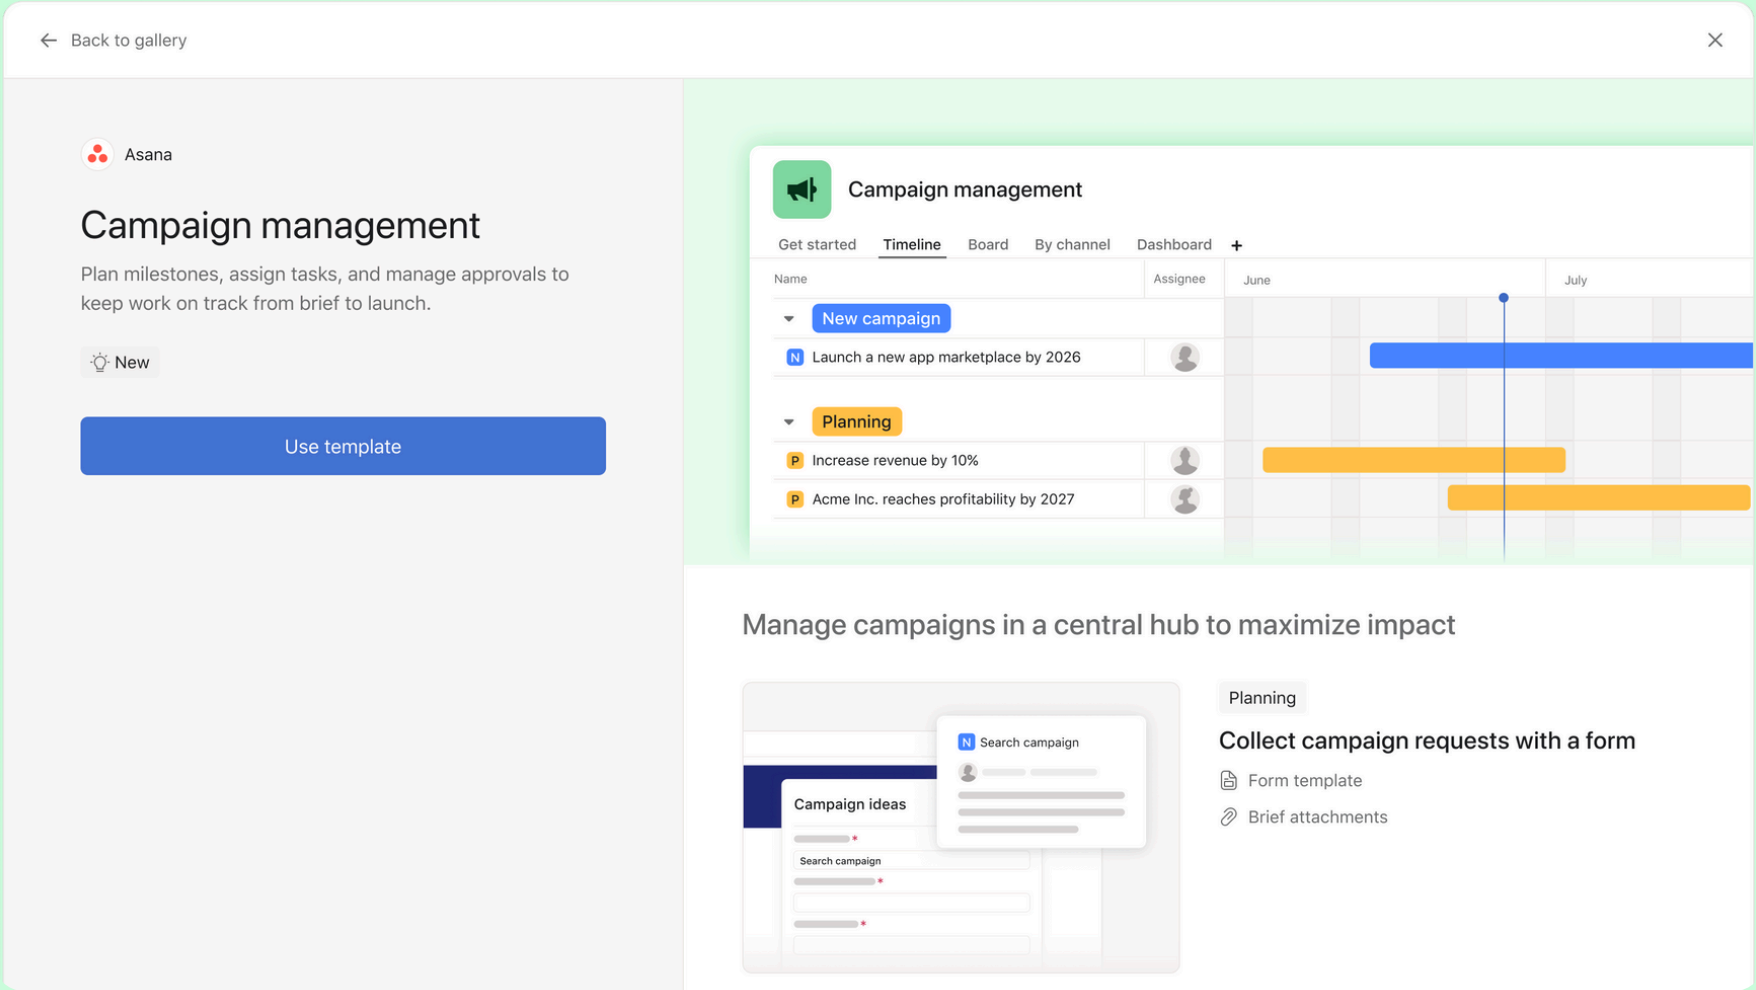 Back to gallery
Asana
Campaign management
Plan milestones, assign tasks, and manage approvals to
keep work on track from brief to launch.
New
Use template
Campaign management
Get started Timeline Board By channel Dashboard +
Name Assignee June July
New campaign
N Launch a new app marketplace by 2026
Planning
P Increase revenue by 10%
P Acme Inc. reaches profitability by 2027
Manage campaigns in a central hub to maximize impact
N Search campaign
Campaign ideas
*
Search campaign
*
*
Planning
Collect campaign requests with a form
Form template
Brief attachments